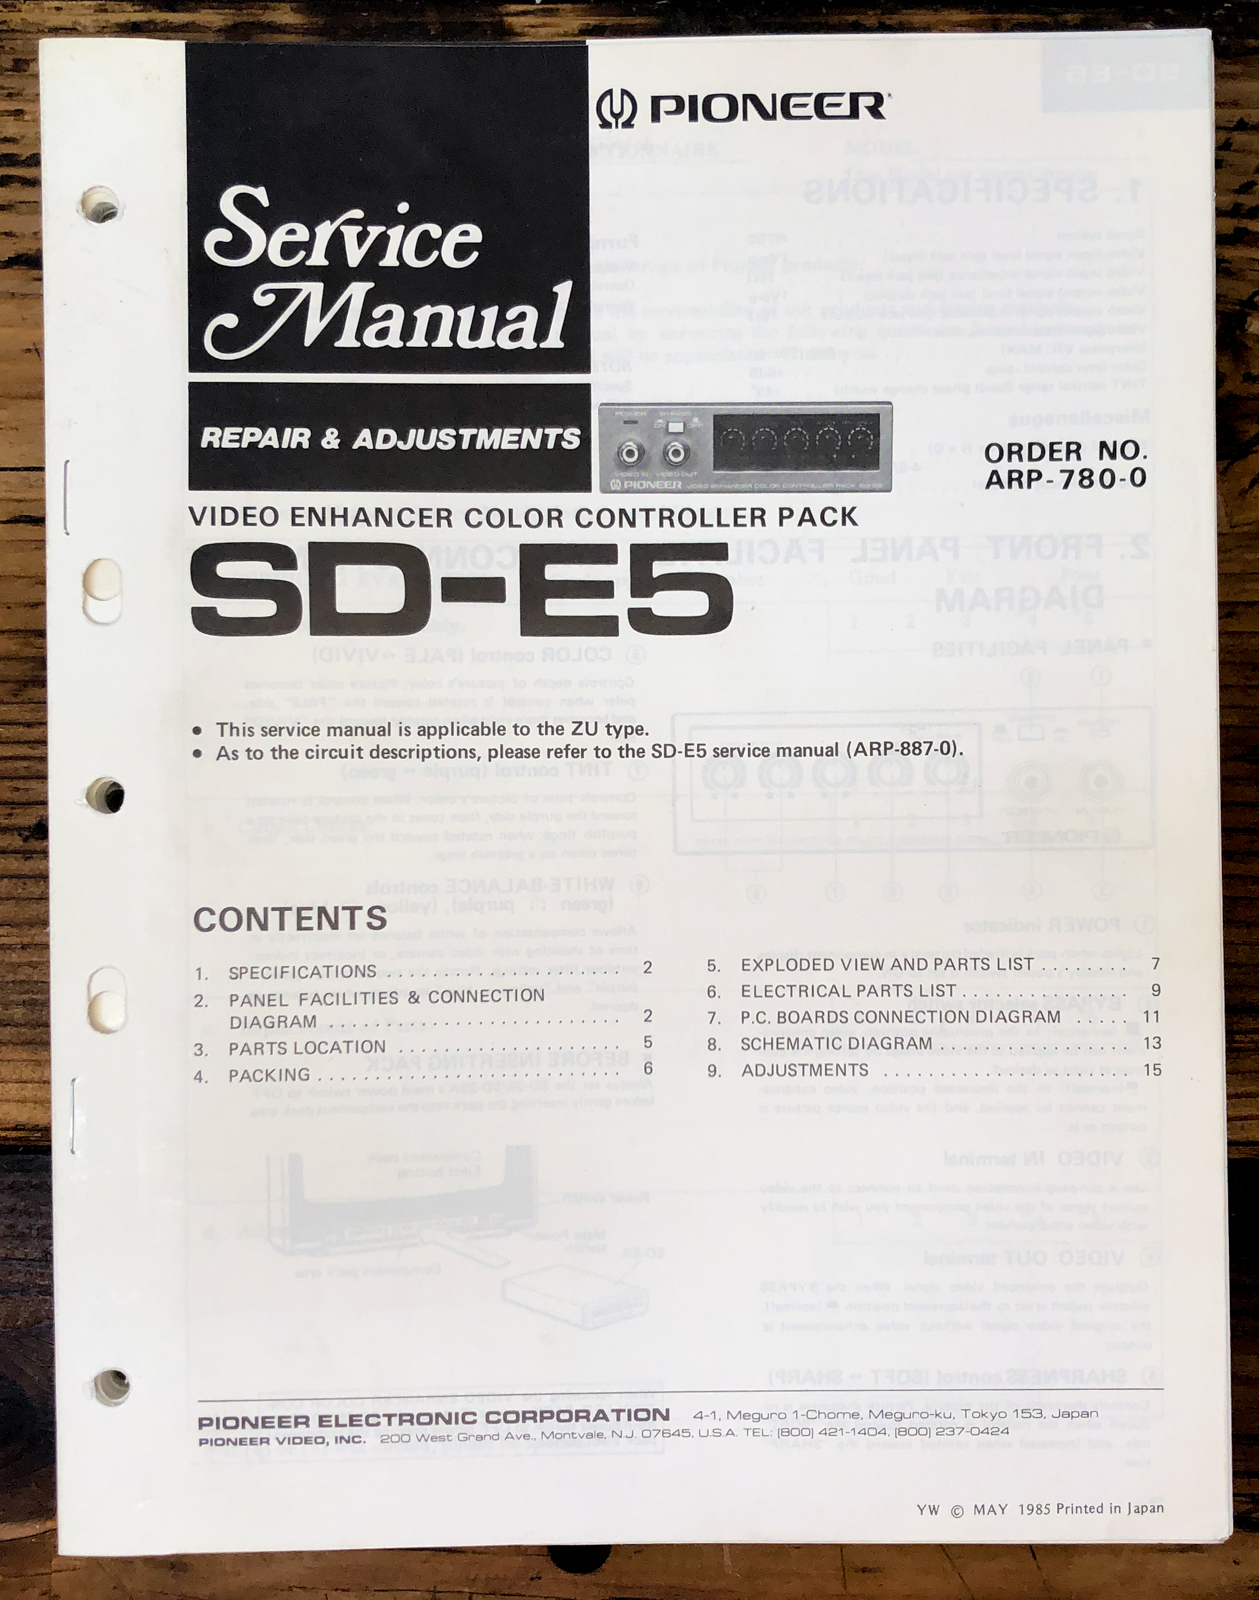 PIONEER
Service
Manual
REPAIR & ADJUSTMENTS
PIONEER
ORDER NO.
ARP-780-0
VIDEO ENHANCER COLOR CONTROLLER PACK
SD-E5
• This service manual is applicable to the ZU type.
• As to the circuit descriptions, please refer to the SD-E5 service manual (ARP-887-0).
CONTENTS
1. SPECIFICATIONS . . . . . . . . . . . . . . . . . . . . . . 2
2. PANEL FACILITIES & CONNECTION
DIAGRAM . . . . . . . . . . . . . . . . . . . . . . . . 2
3. PARTS LOCATION . . . . . . . . . . . . . . . . . . . 5
4. PACKING . . . . . . . . . . . . . . . . . . . . . . . . . 6
5. EXPLODED VIEW AND PARTS LIST . . . . . . . . 7
6. ELECTRICAL PARTS LIST . . . . . . . . . . . . . . 9
7. P.C. BOARDS CONNECTION DIAGRAM . . . . . 11
8. SCHEMATIC DIAGRAM . . . . . . . . . . . . . . . . 13
9. ADJUSTMENTS . . . . . . . . . . . . . . . . . . . . 15
PIONEER ELECTRONIC CORPORATION 4-1, Meguro 1-Chome, Meguro-ku, Tokyo 153, Japan
PIONEER VIDEO, INC. 200 West Grand Ave., Montvale, N.J. 07645, U.S.A. TEL: (800) 421-1404, (800) 237-0424
YW © MAY 1985 Printed in Japan